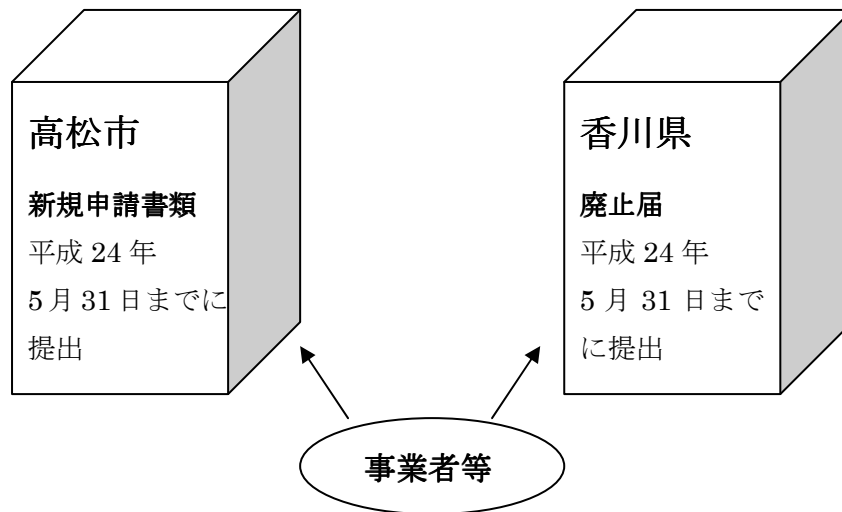 高松市
新規申請書類
平成 24 年
5 月 31 日までに
提出
香川県
廃止届
平成 24 年
5 月 31 日まで
に提出
事業者等